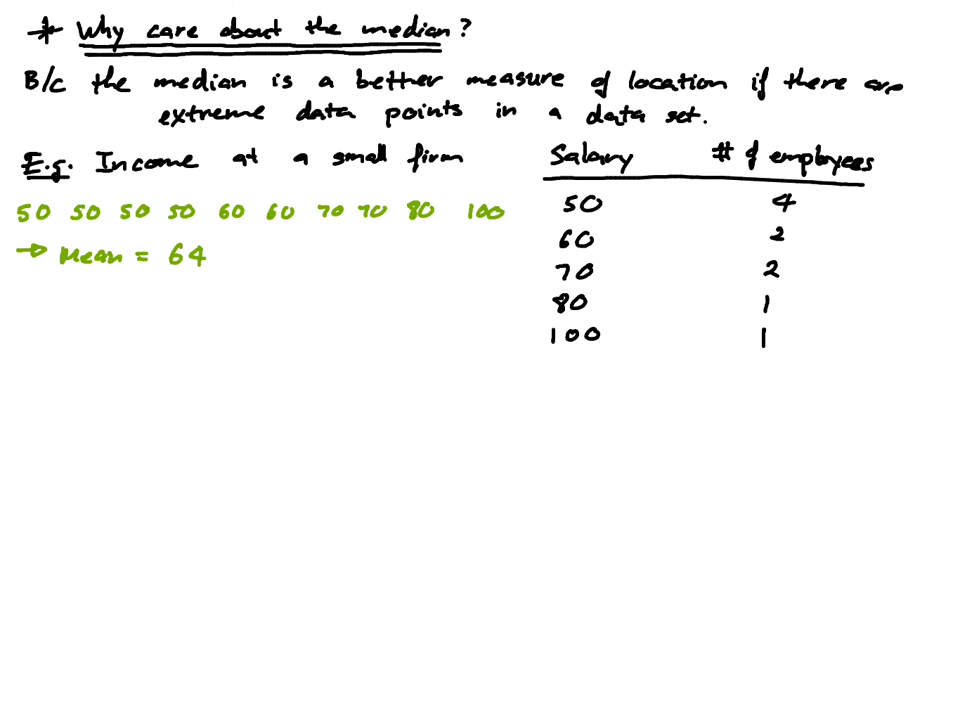 * Why care about the median?
B/c the median is a better measure of location if there are
extreme data points in a data set.
E.g. Income at a small firm
50 50 50 50 60 60 70 70 80 100
→ Mean = 64
Salary # of employees
50 4
60 2
70 2
80 1
100 1